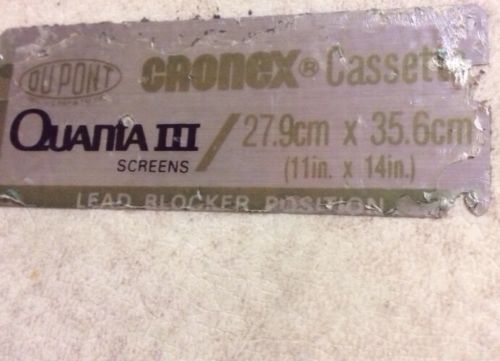 DU PONT CRONEX® Cassette
QUANTA III
SCREENS
27.9cm x 35.6cm
(11in. x 14in.)
LEAD BLOCKER POSITION